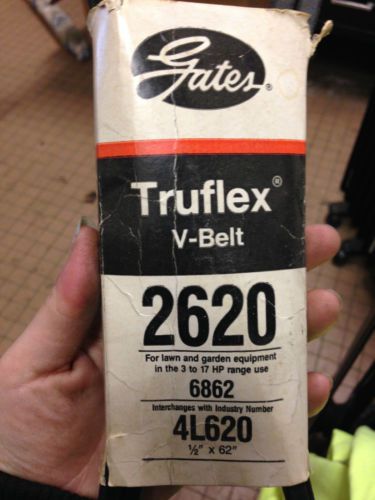 Gates®
Truflex®
V-Belt
2620
For lawn and garden equipment
in the 3 to 17 HP range use
6862
Interchanges with Industry Number
4L620
½" x 62"